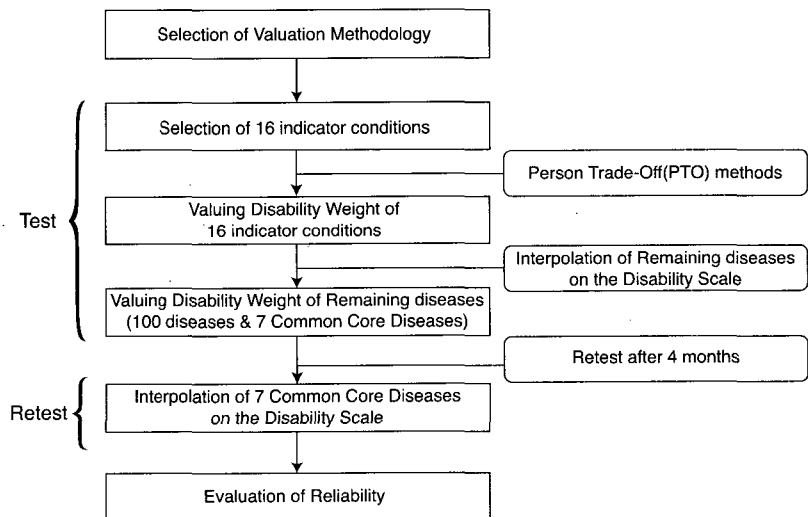 Selection of Valuation Methodology
Selection of 16 indicator conditions
Person Trade-Off(PTO) methods
Test
Valuing Disability Weight of
16 indicator conditions
Interpolation of Remaining diseases
on the Disability Scale
Valuing Disability Weight of Remaining diseases
(100 diseases & 7 Common Core Diseases)
Retest after 4 months
Retest
Interpolation of 7 Common Core Diseases
on the Disability Scale
Evaluation of Reliability